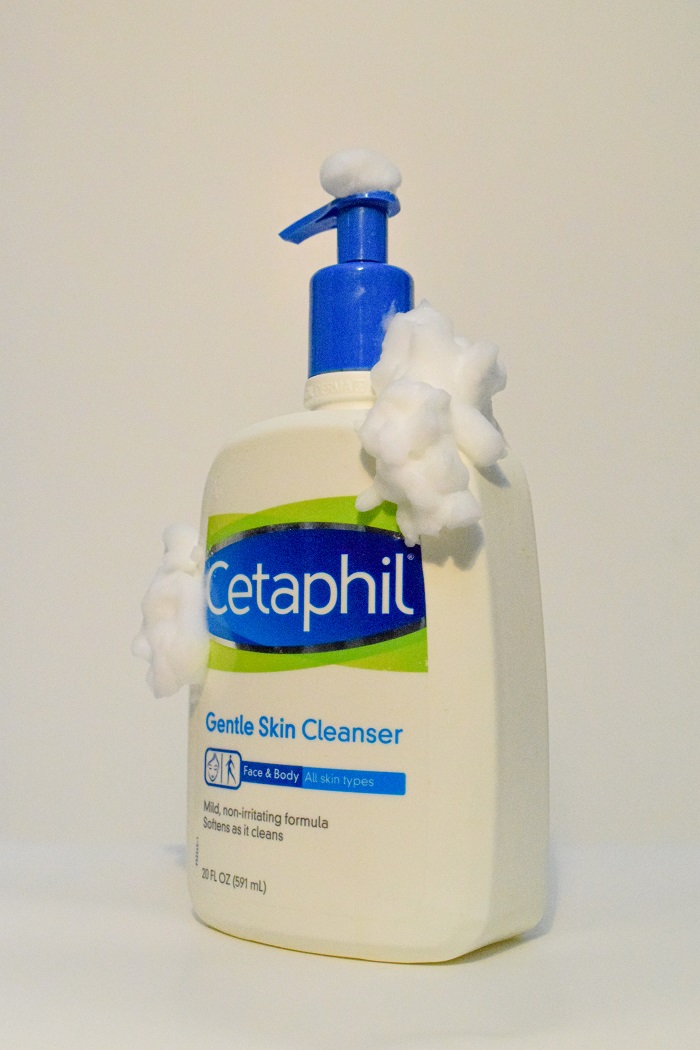 Cetaphil®
Gentle Skin Cleanser
Face & Body All skin types
Mild, non-irritating formula
Softens as it cleans
20 FL OZ (591 mL)